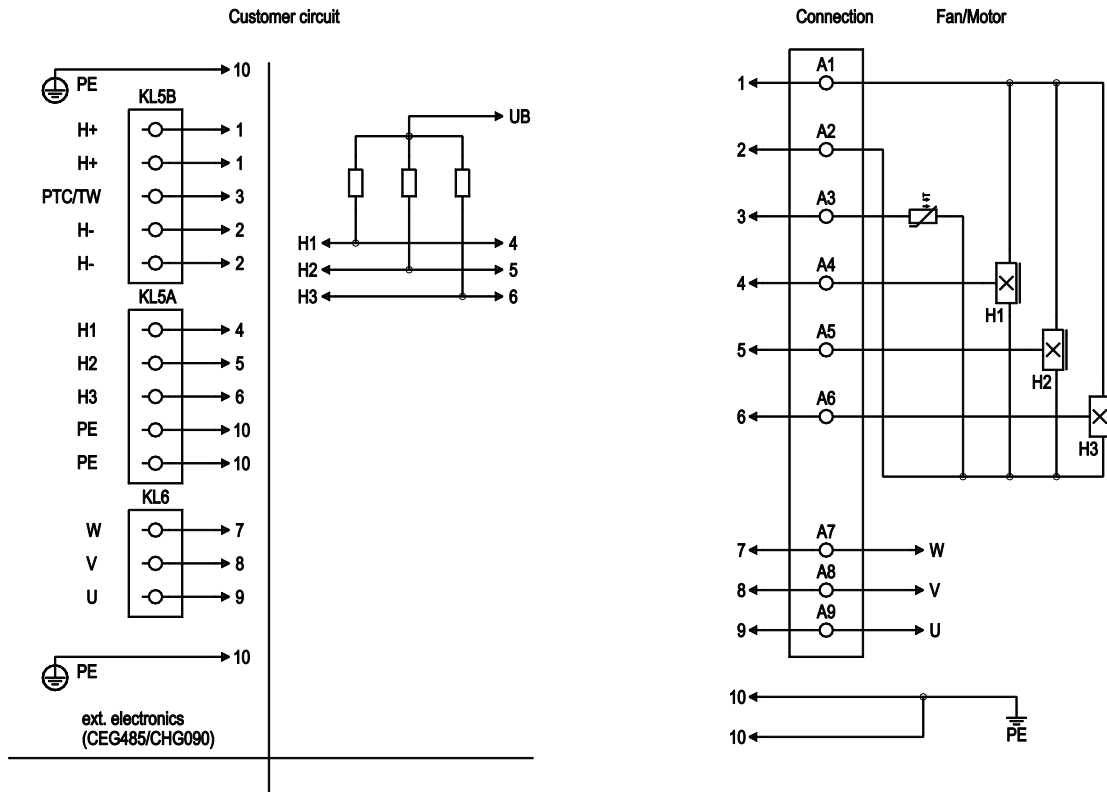 Customer circuit
Connection
Fan/Motor
PE
10
KL5B
H+
1
H+
1
PTC/TW
3
H-
2
H-
2
KL5A
H1
4
H2
5
H3
6
PE
10
PE
10
KL6
W
7
V
8
U
9
PE
10
ext. electronics
(CEG485/CHG090)
UB
H1
4
H2
5
H3
6
1
A1
2
A2
3
A3
T
4
A4
H1
5
A5
H2
6
A6
H3
7
A7
W
8
A8
V
9
A9
U
10
10
PE